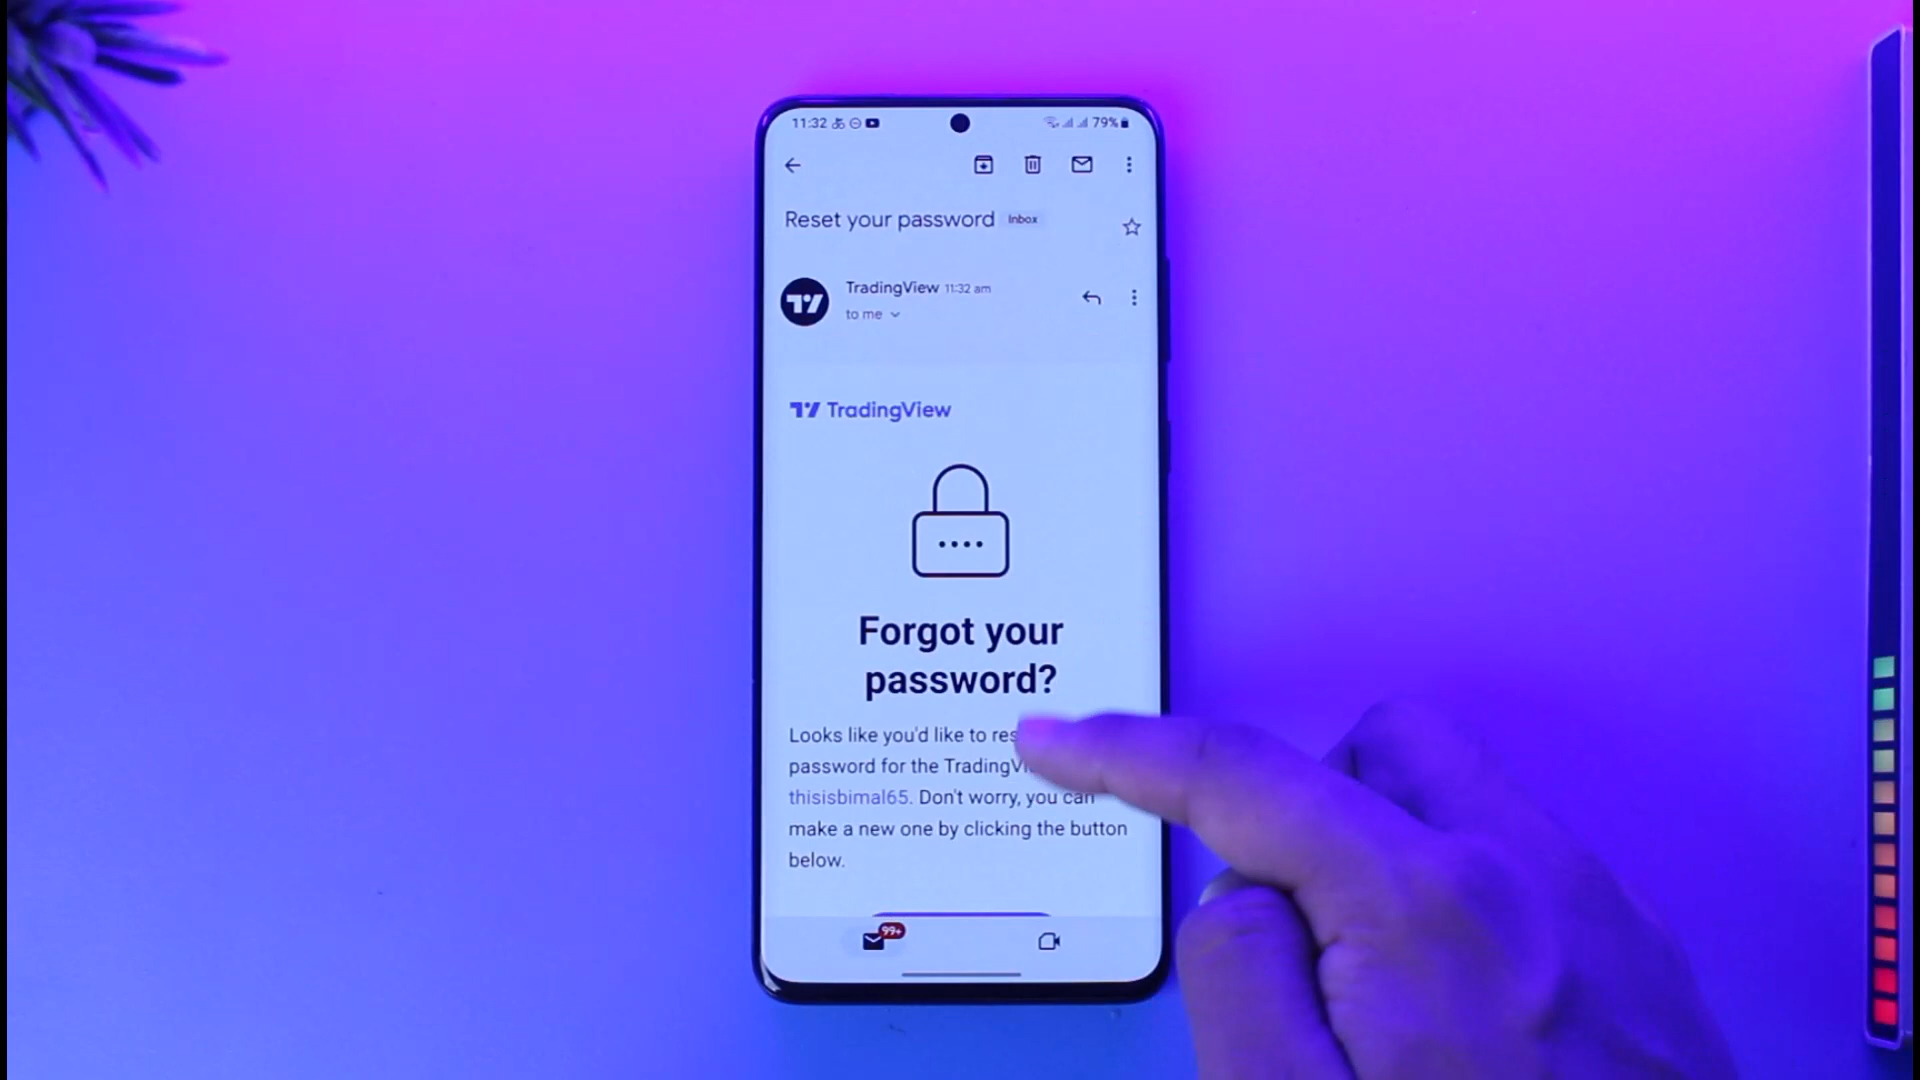 11:32 79%
Reset your password Inbox
TradingView 11:32 am
to me
TradingView
Forgot your
password?
Looks like you'd like to
password for the
thisisbimal65. Don't worry, you can
make a new one by clicking the button
below.
99+